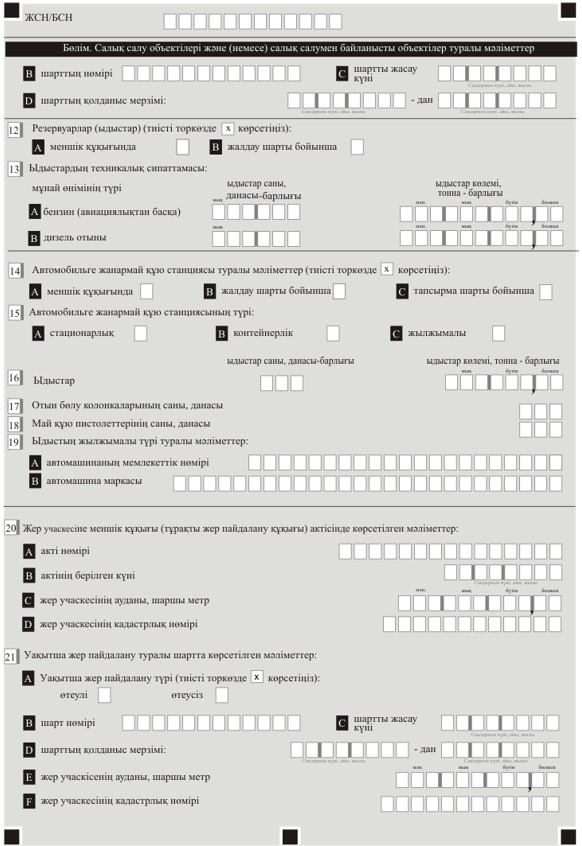 ЖСН/БСН
Бөлім. Салық салу объектілері және (немесе) салық салумен байланысты объектілер туралы мәліметтер
B шарттың нөмірі C шартты жасау күні
Сандармен күні, айы, жылы
D шарттың қолданыс мерзімі: - дан
Сандармен күні, айы, жылы Сандармен күні, айы, жылы
12 Резервуарлар (ыдыстар) (тиісті торкөзде x көрсетіңіз):
A меншік құқығында B жалдау шарты бойынша
13 Ыдыстардың техникалық сипаттамасы:
мұнай өнімінің түрі ыдыстар саны, данасы-барлығы ыдыстар көлемі, тонна - барлығы
мың млн. мың бүтін бөлшек
A бензин (авиациялықтан басқа)
мың млн. мың бүтін бөлшек
B дизель отыны
14 Автомобильге жанармай құю станциясы туралы мәліметтер (тиісті торкөзде x көрсетіңіз):
A меншік құқығында B жалдау шарты бойынша C тапсырма шарты бойынша
15 Автомобильге жанармай құю станциясының түрі:
A стационарлық B контейнерлік C жылжымалы
ыдыстар саны, данасы-барлығы ыдыстар көлемі, тонна - барлығы
мың бүтін бөлшек
16 Ыдыстар
17 Отын бөлу колонкаларының саны, данасы
18 Май құю пистолеттерінің саны, данасы
19 Ыдыстың жылжымалы түрі туралы мәліметтер:
A автомашинаның мемлекеттік нөмірі
B автомашина маркасы
20 Жер учаскесіне меншік құқығы (тұрақты жер пайдалану құқығы) актісінде көрсетілген мәліметтер:
A акті нөмірі
B актінің берілген күні
Сандармен күні, айы, жылы
млн. мың бүтін бөлшек
C жер учаскесінің ауданы, шаршы метр
D жер учаскесінің кадастрлық нөмірі
21 Уақытша жер пайдалану туралы шартта көрсетілген мәліметтер:
A Уақытша жер пайдалану түрі (тиісті торкөзде x көрсетіңіз):
өтеулі өтеусіз
B шарт нөмірі C шартты жасау күні
Сандармен күні, айы, жылы
D шарттың қолданыс мерзімі: - дан
Сандармен күні, айы, жылы Сандармен күні, айы, жылы
млн. мың бүтін бөлшек
E жер учаскісенің ауданы, шаршы метр
F жер учаскесінің кадастрлық нөмірі